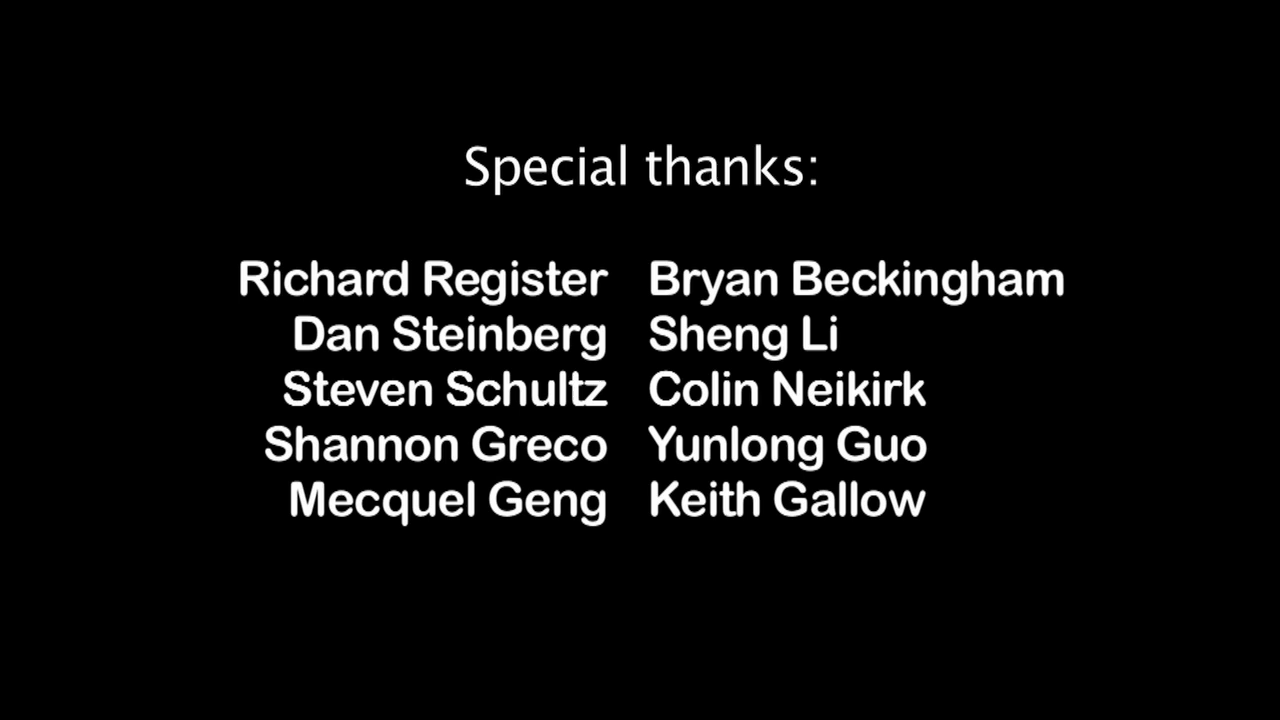 Special thanks:
Richard Register Bryan Beckingham
Dan Steinberg Sheng Li
Steven Schultz Colin Neikirk
Shannon Greco Yunlong Guo
Mecquel Geng Keith Gallow